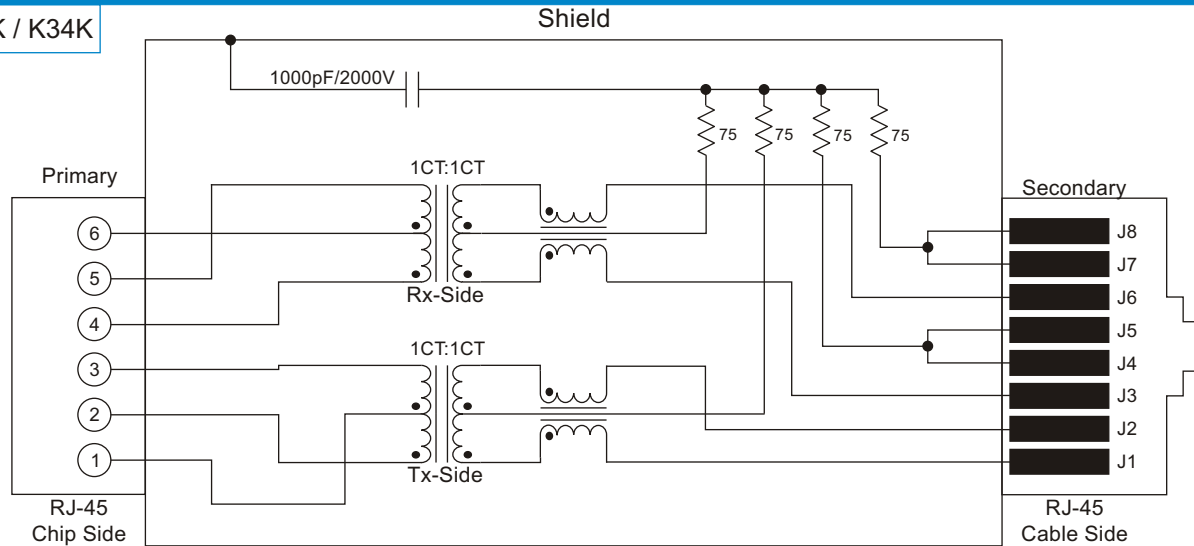 K / K34K
Shield
1000pF/2000V
75
75
75
75
1CT:1CT
Primary
Secondary
6
5
4
3
2
1
Rx-Side
1CT:1CT
Tx-Side
J8
J7
J6
J5
J4
J3
J2
J1
RJ-45
Chip Side
RJ-45
Cable Side